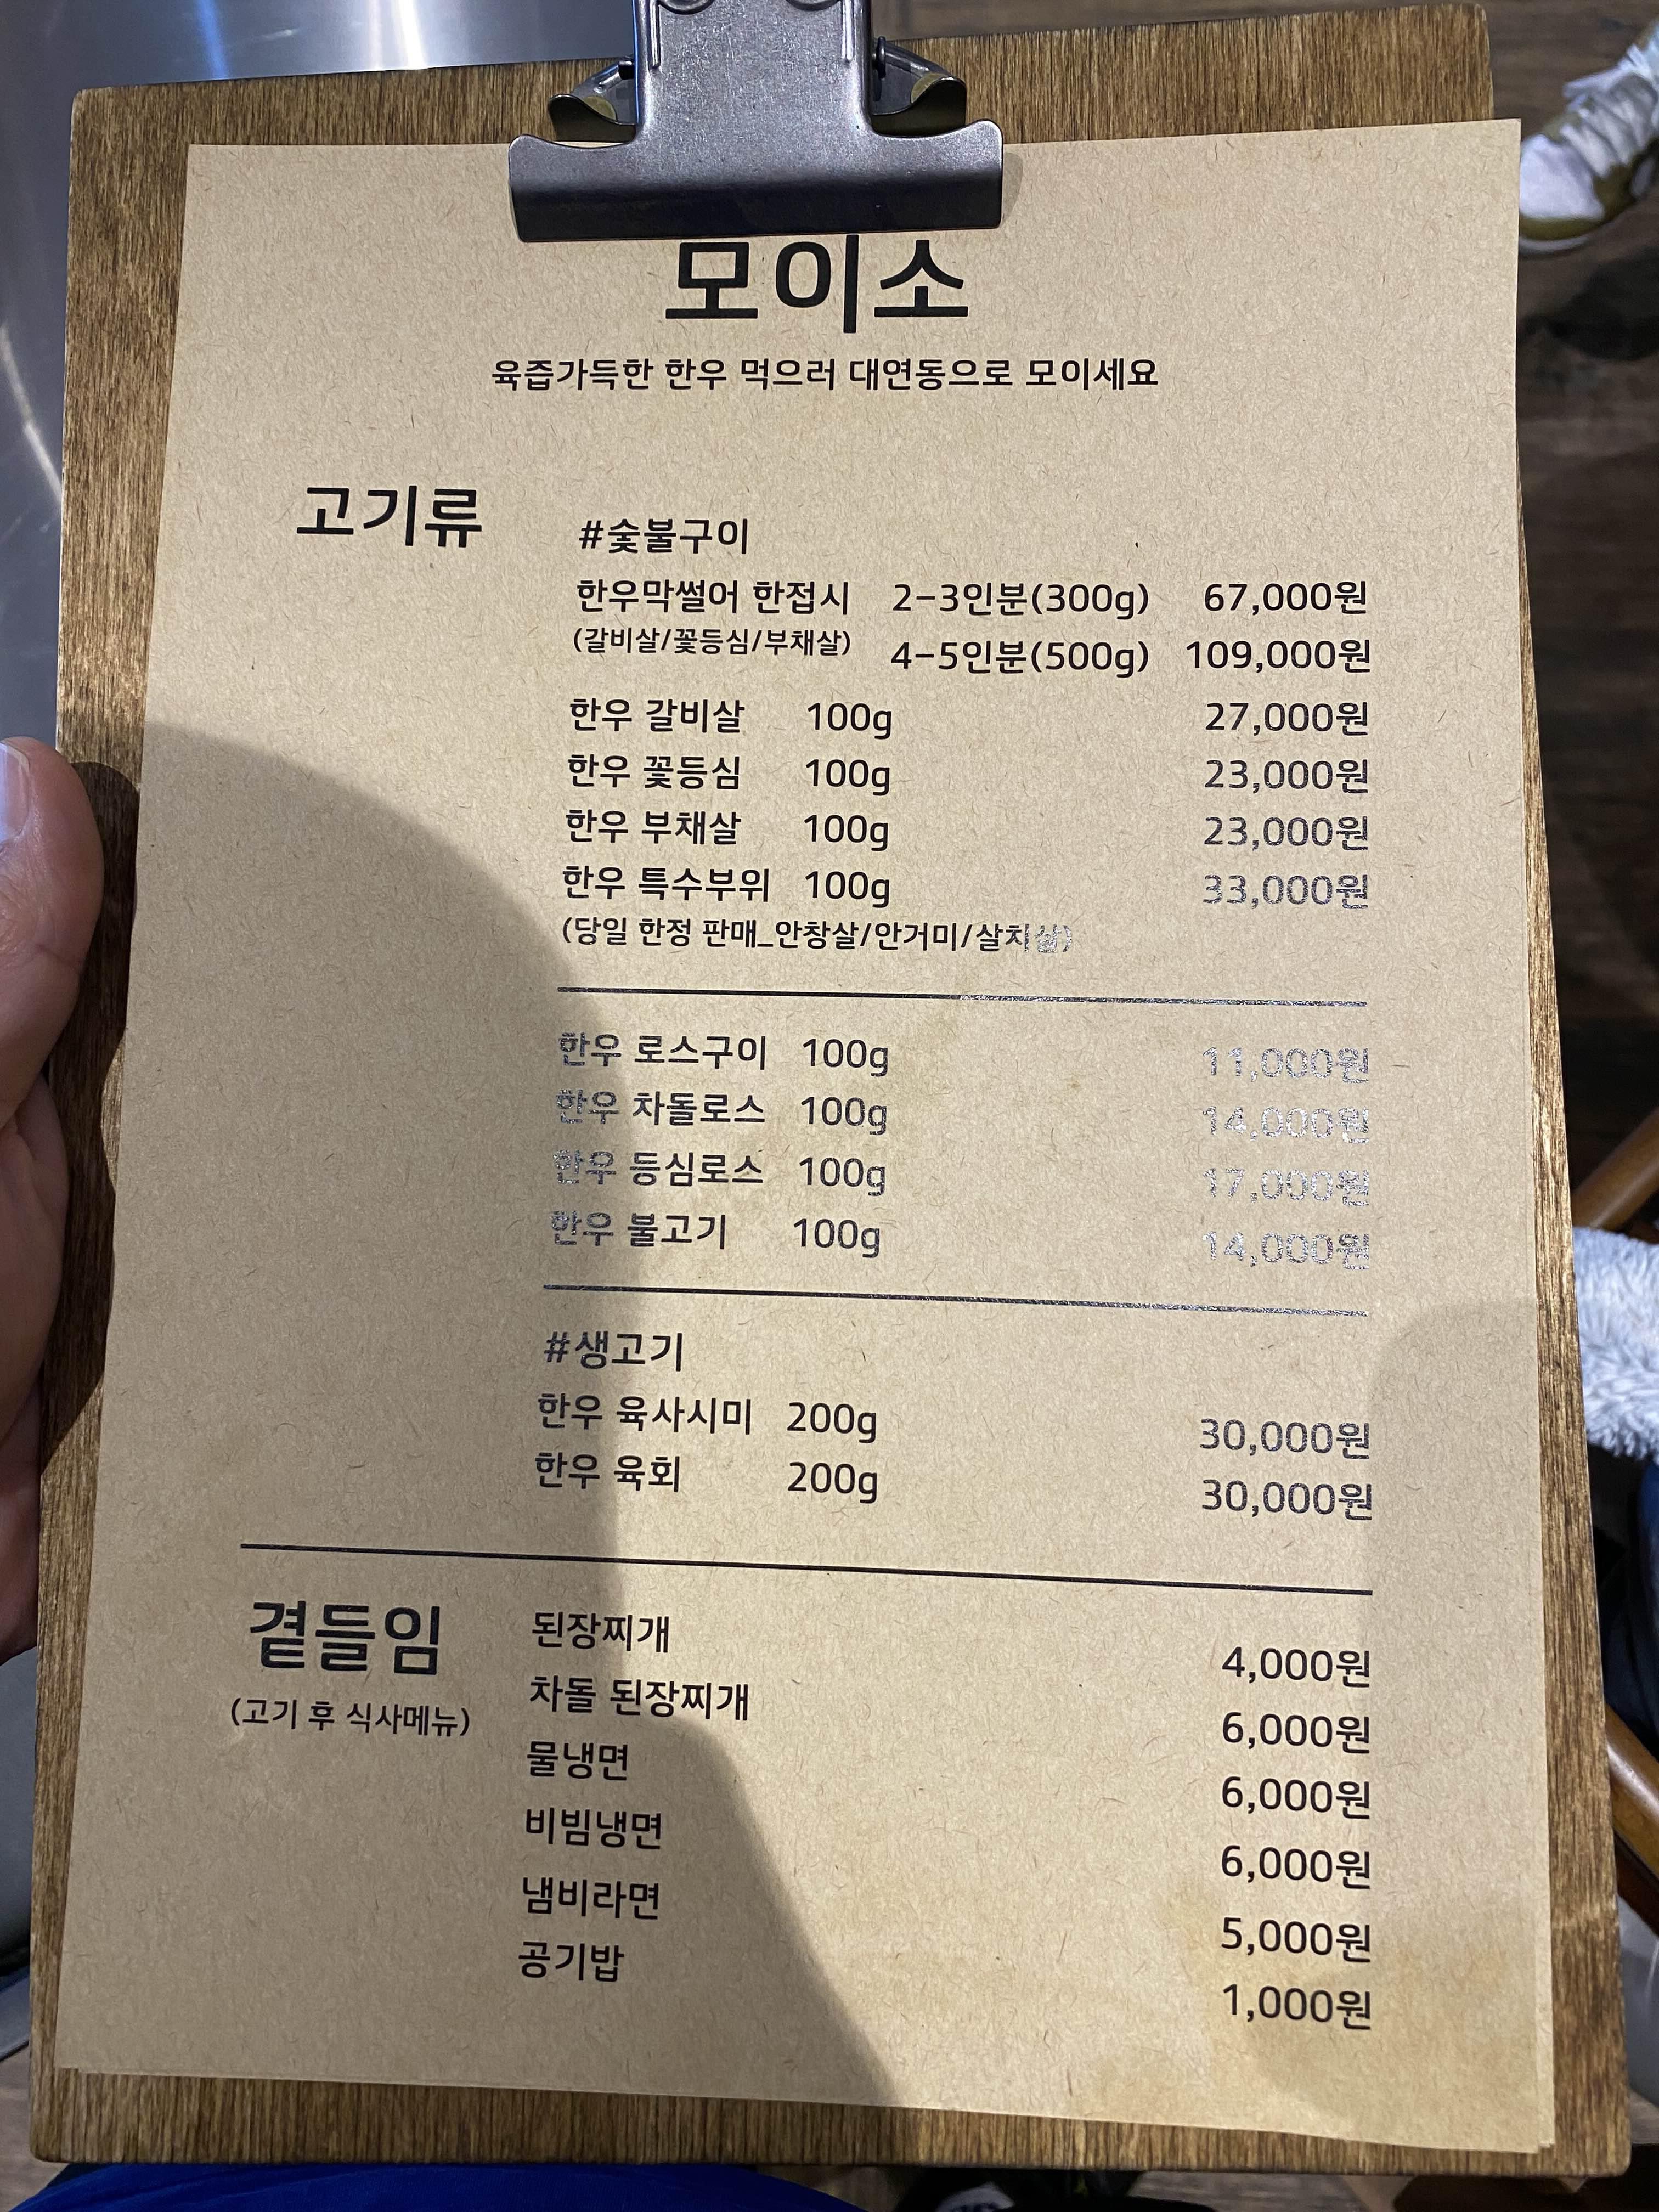 모이소
육즙가득한 한우 먹으러 대연동으로 모이세요
고기류
#숯불구이
한우막썰어 한접시 2-3인분(300g) 67,000원
(갈비살/꽃등심/부채살) 4-5인분(500g) 109,000원
한우 갈비살 100g 27,000원
한우 꽃등심 100g 23,000원
한우 부채살 100g 23,000원
한우 특수부위 100g 33,000원
(당일 한정 판매_안창살/안거미/살치살)
한우 로스구이 100g 11,000원
한우 차돌로스 100g 14,000원
한우 등심로스 100g 17,000원
한우 불고기 100g 14,000원
#생고기
한우 육사시미 200g 30,000원
한우 육회 200g 30,000원
곁들임
(고기 후 식사메뉴)
된장찌개 4,000원
차돌 된장찌개 6,000원
물냉면 6,000원
비빔냉면 6,000원
냄비라면 5,000원
공기밥 1,000원